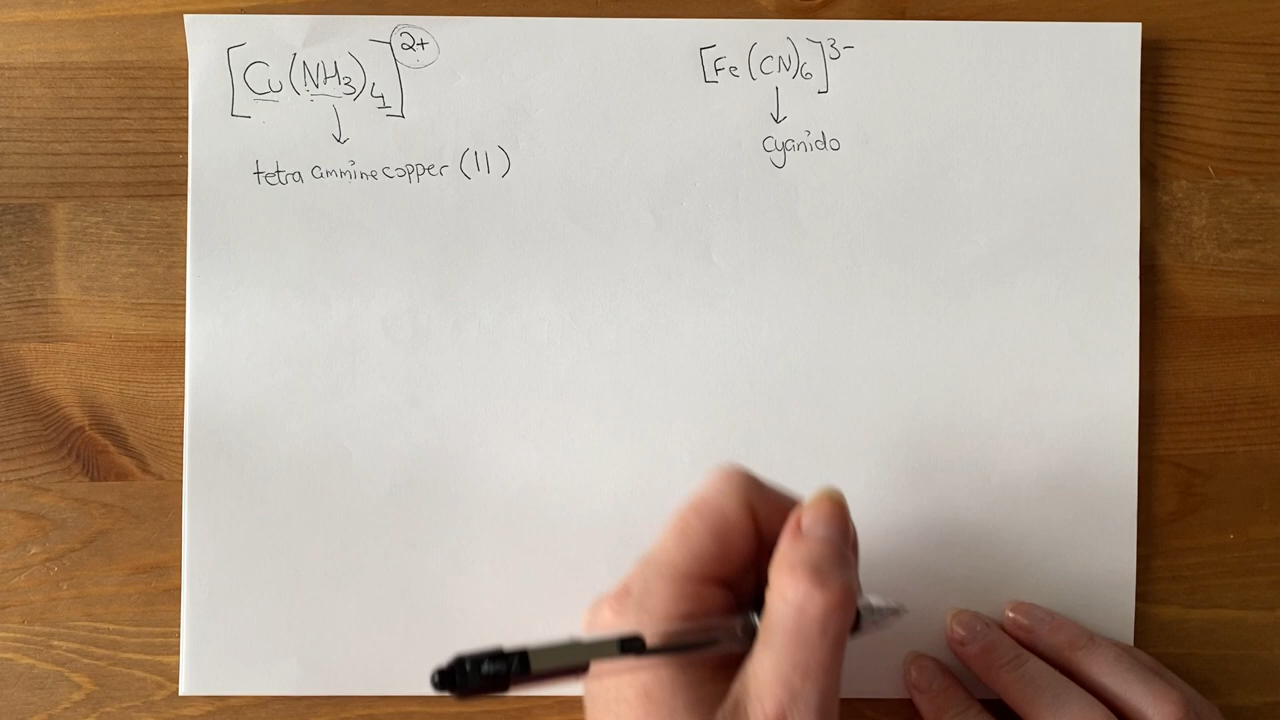 [Cu(NH3)4]2+
tetra ammine copper (II)
[Fe(CN)6]3-
cyanido